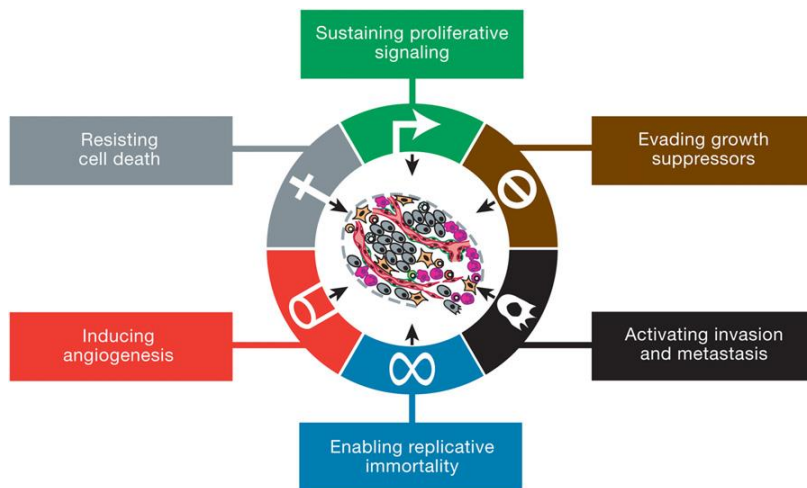 Sustaining proliferative
signaling
Resisting
cell death
Evading growth
suppressors
Inducing
angiogenesis
Activating invasion
and metastasis
Enabling replicative
immortality